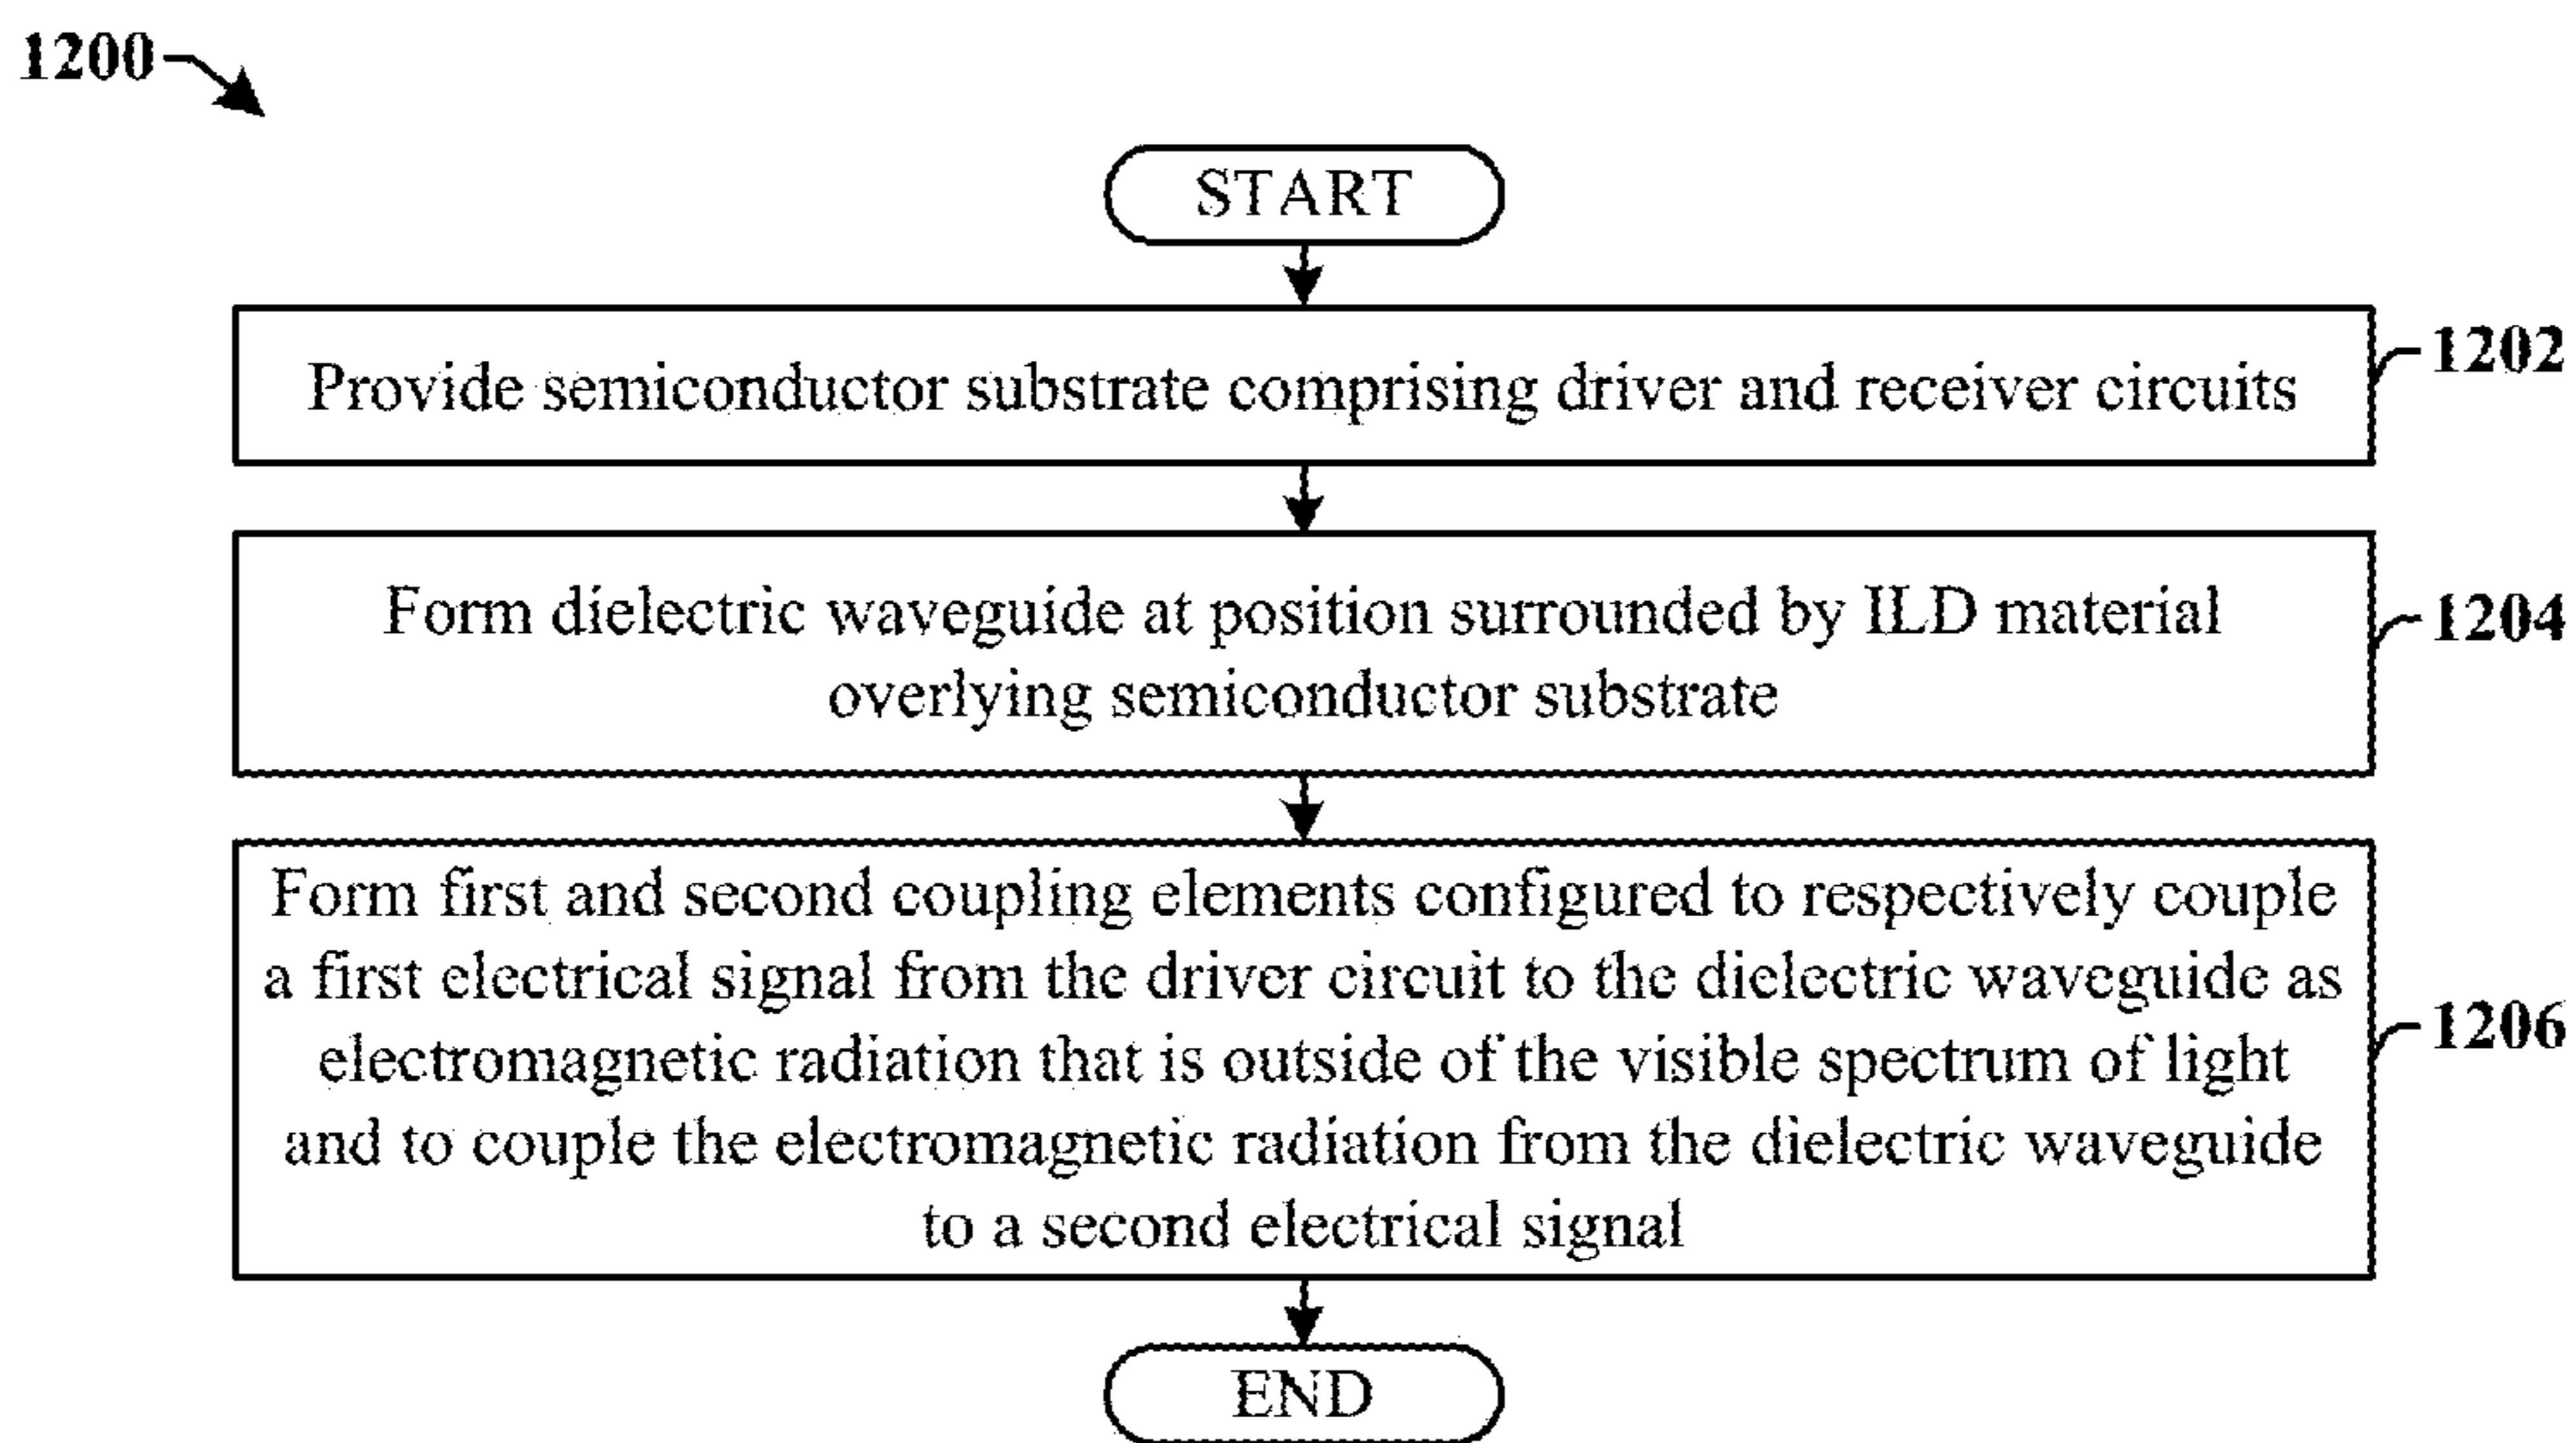 1200
START
Provide semiconductor substrate comprising driver and receiver circuits
1202
Form dielectric waveguide at position surrounded by ILD material
overlying semiconductor substrate
1204
Form first and second coupling elements configured to respectively couple
a first electrical signal from the driver circuit to the dielectric waveguide as
electromagnetic radiation that is outside of the visible spectrum of light
and to couple the electromagnetic radiation from the dielectric waveguide
to a second electrical signal
1206
END